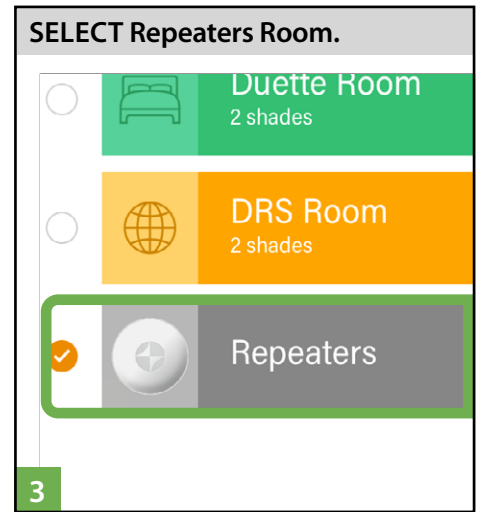 SELECT Repeaters Room.
Duette Room
2 shades
DRS Room
2 shades
Repeaters
3